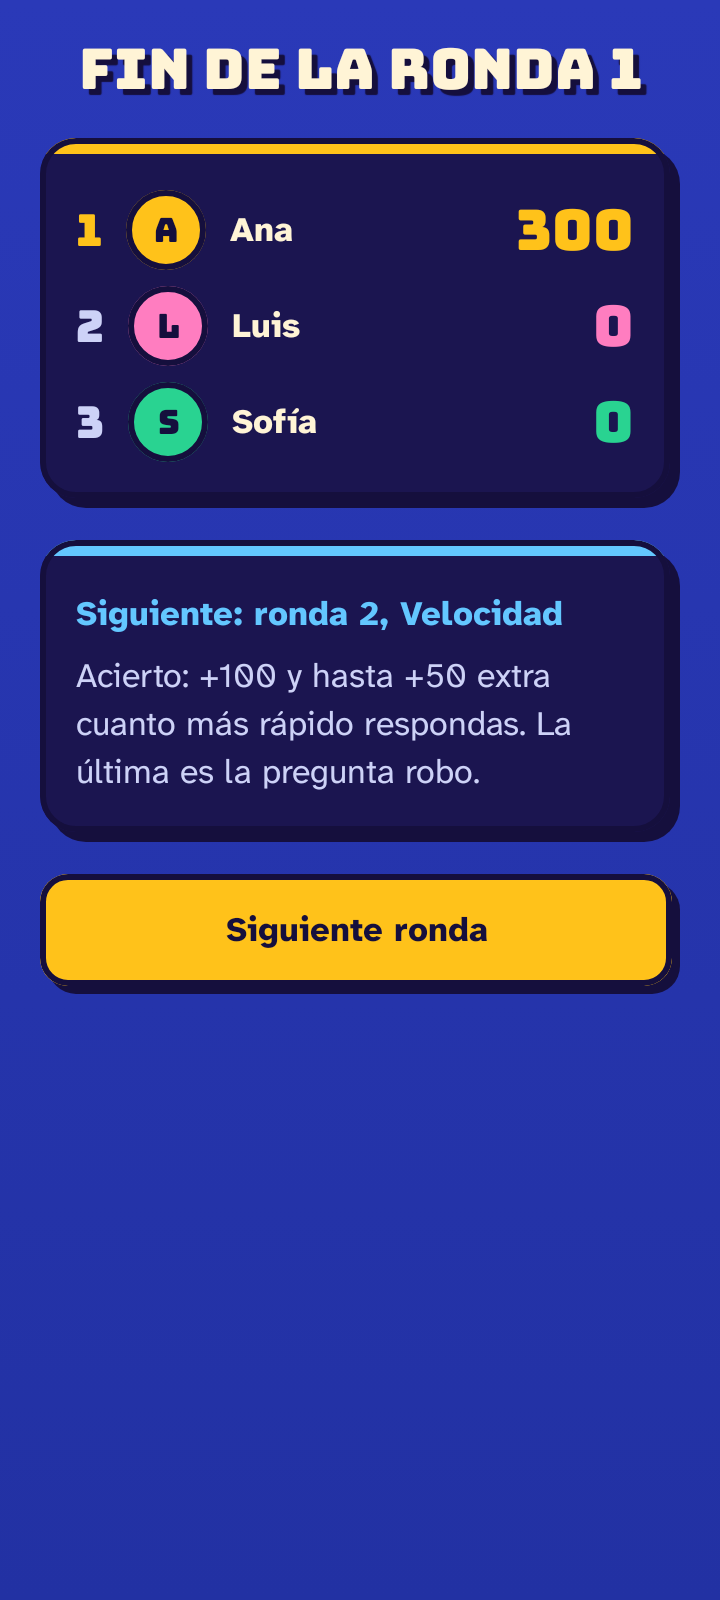 FIN DE LA RONDA 1
1 A Ana 300
2 L Luis 0
3 S Sofía 0
Siguiente: ronda 2, Velocidad
Acierto: +100 y hasta +50 extra
cuanto más rápido respondas. La
última es la pregunta robo.
Siguiente ronda